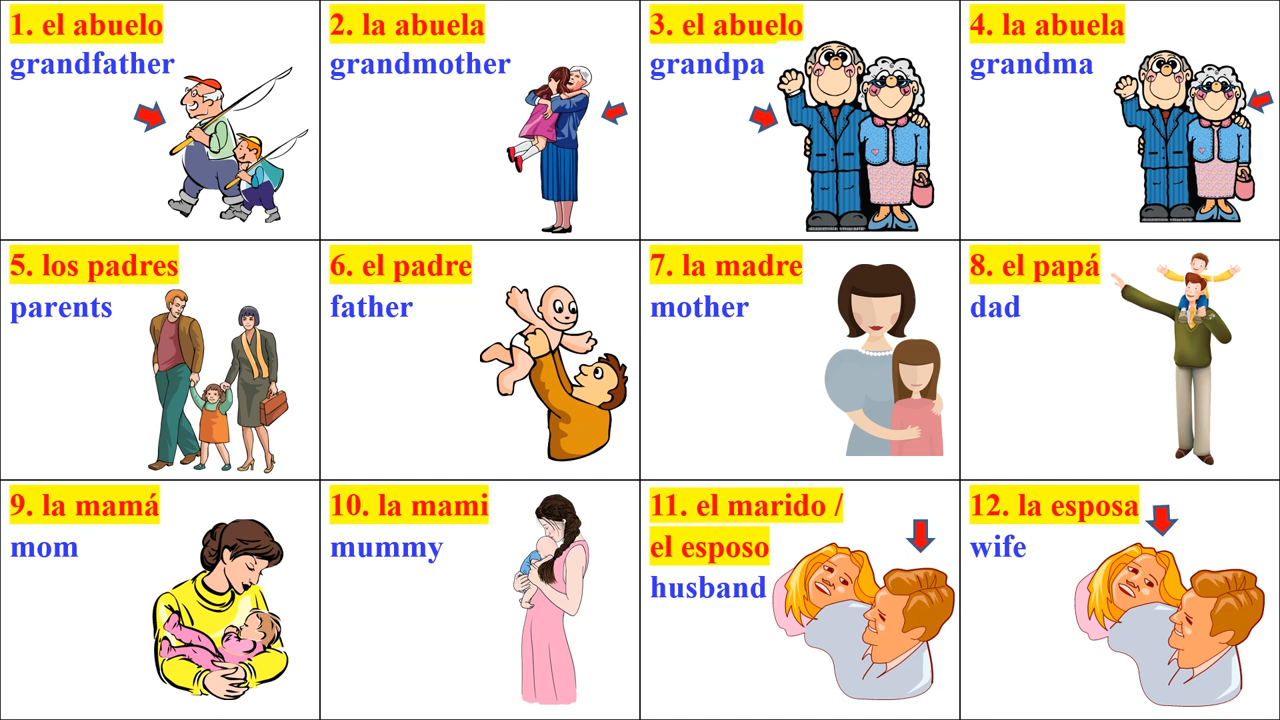 1. el abuelo
grandfather
2. la abuela
grandmother
3. el abuelo
grandpa
4. la abuela
grandma
5. los padres
parents
6. el padre
father
7. la madre
mother
8. el papá
dad
9. la mamá
mom
10. la mami
mummy
11. el marido /
el esposo
husband
12. la esposa
wife